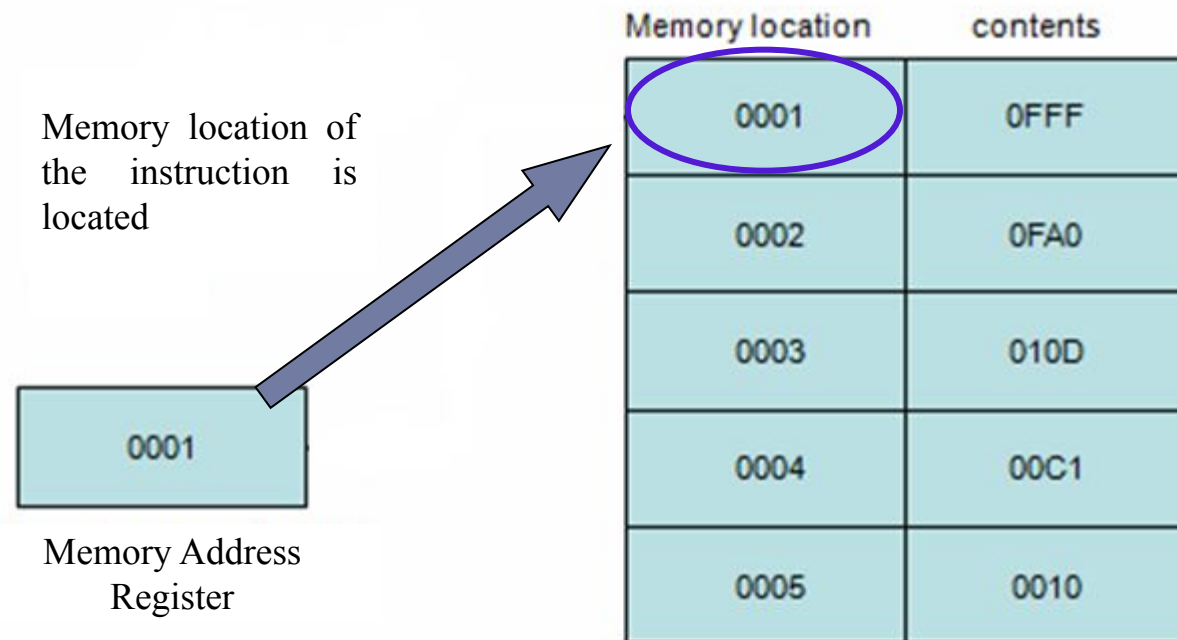 Memory location contents
Memory location of
the instruction is
located
0001 0FFF
0002 0FA0
0003 010D
0001
0004 00C1
Memory Address
Register
0005 0010